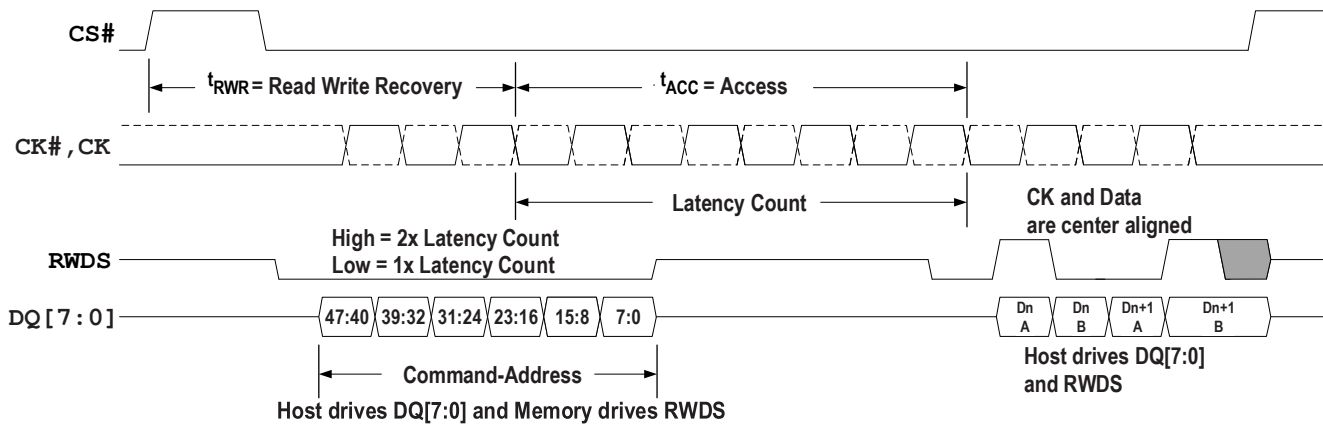 CS#
tRWR = Read Write Recovery
tACC = Access
CK#,CK
Latency Count
CK and Data
are center aligned
High = 2x Latency Count
Low = 1x Latency Count
RWDS
DQ[7:0]
47:40 39:32 31:24 23:16 15:8 7:0
Dn Dn Dn+1 Dn+1
A B A B
Command-Address
Host drives DQ[7:0]
and RWDS
Host drives DQ[7:0] and Memory drives RWDS